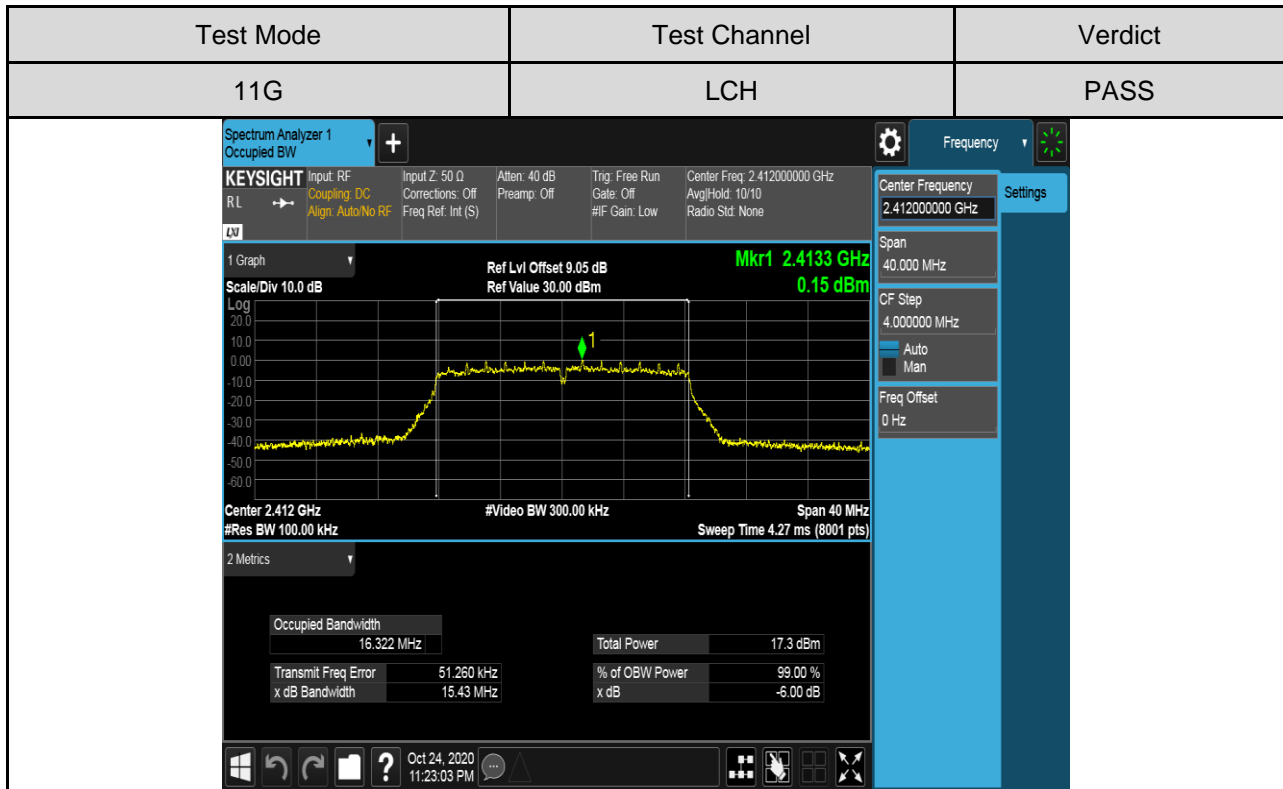 Test Mode Test Channel Verdict
11G LCH PASS
Spectrum Analyzer 1
Occupied BW
+
Frequency
KEYSIGHT Input: RF Input Z: 50 Ω Atten: 40 dB Trig: Free Run Center Freq: 2.412000000 GHz
RL Coupling: DC Corrections: Off Preamp: Off Gate: Off Avg|Hold: 10/10
Align: Auto/No RF Freq Ref: Int (S) #IF Gain: Low Radio Std: None
LXI
Center Frequency
2.412000000 GHz
Settings
Span
40.000 MHz
CF Step
4.000000 MHz
Auto
Man
Freq Offset
0 Hz
1 Graph
Ref Lvl Offset 9.05 dB
Mkr1 2.4133 GHz
Scale/Div 10.0 dB Ref Value 30.00 dBm 0.15 dBm
Log
20.0
10.0
0.00
-10.0
-20.0
-30.0
-40.0
-50.0
-60.0
1
Center 2.412 GHz #Video BW 300.00 kHz Span 40 MHz
#Res BW 100.00 kHz Sweep Time 4.27 ms (8001 pts)
2 Metrics
Occupied Bandwidth
16.322 MHz
Total Power 17.3 dBm
Transmit Freq Error 51.260 kHz % of OBW Power 99.00 %
x dB Bandwidth 15.43 MHz x dB -6.00 dB
?
Oct 24, 2020
11:23:03 PM